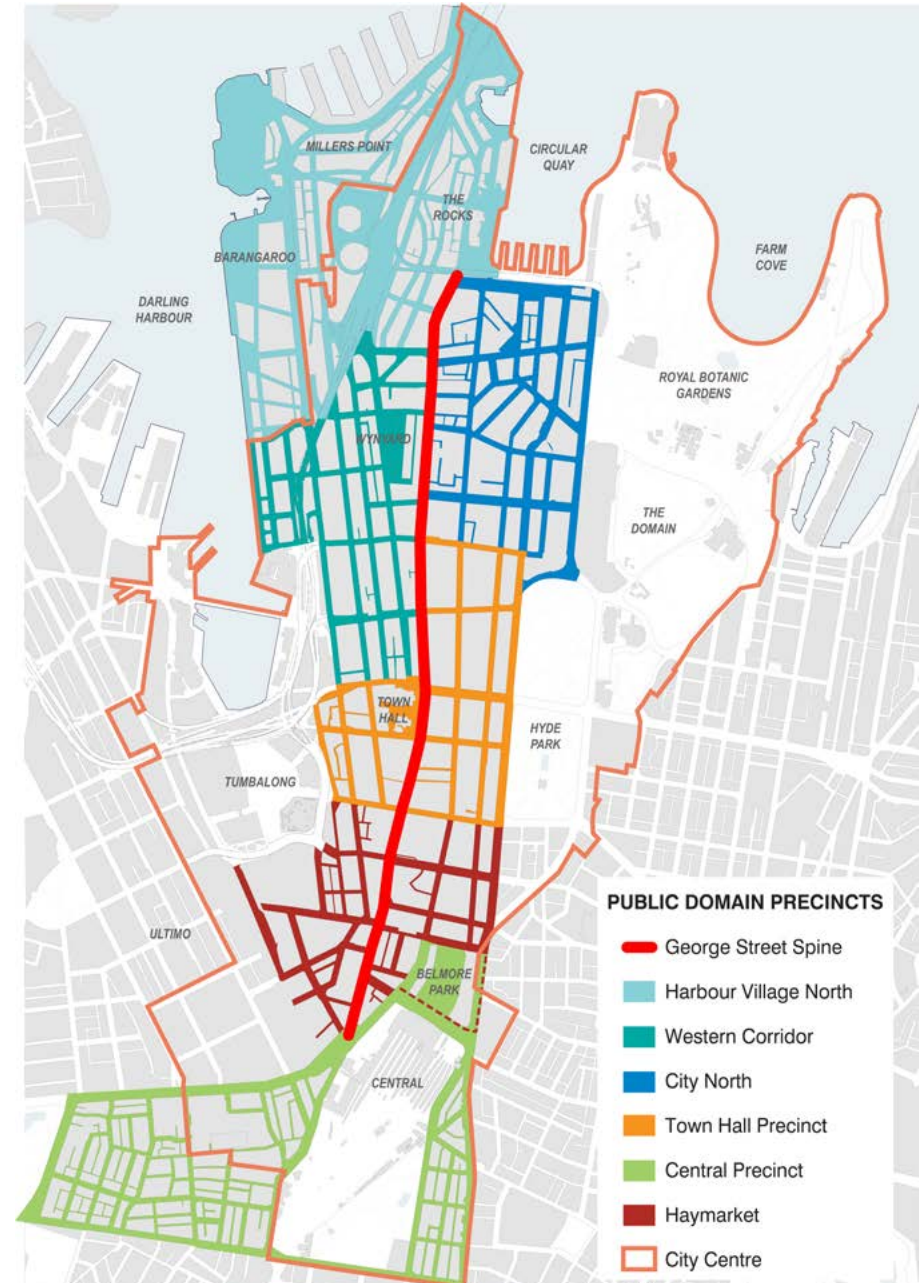 MILLERS POINT
CIRCULAR
QUAY
THE
ROCKS
FARM
COVE
BARANGAROO
DARLING
HARBOUR
ROYAL BOTANIC
GARDENS
WYNYARD
THE
DOMAIN
TOWN
HALL
HYDE
PARK
TUMBALONG
ULTIMO
BELMORE
PARK
CENTRAL
PUBLIC DOMAIN PRECINCTS
George Street Spine
Harbour Village North
Western Corridor
City North
Town Hall Precinct
Central Precinct
Haymarket
City Centre